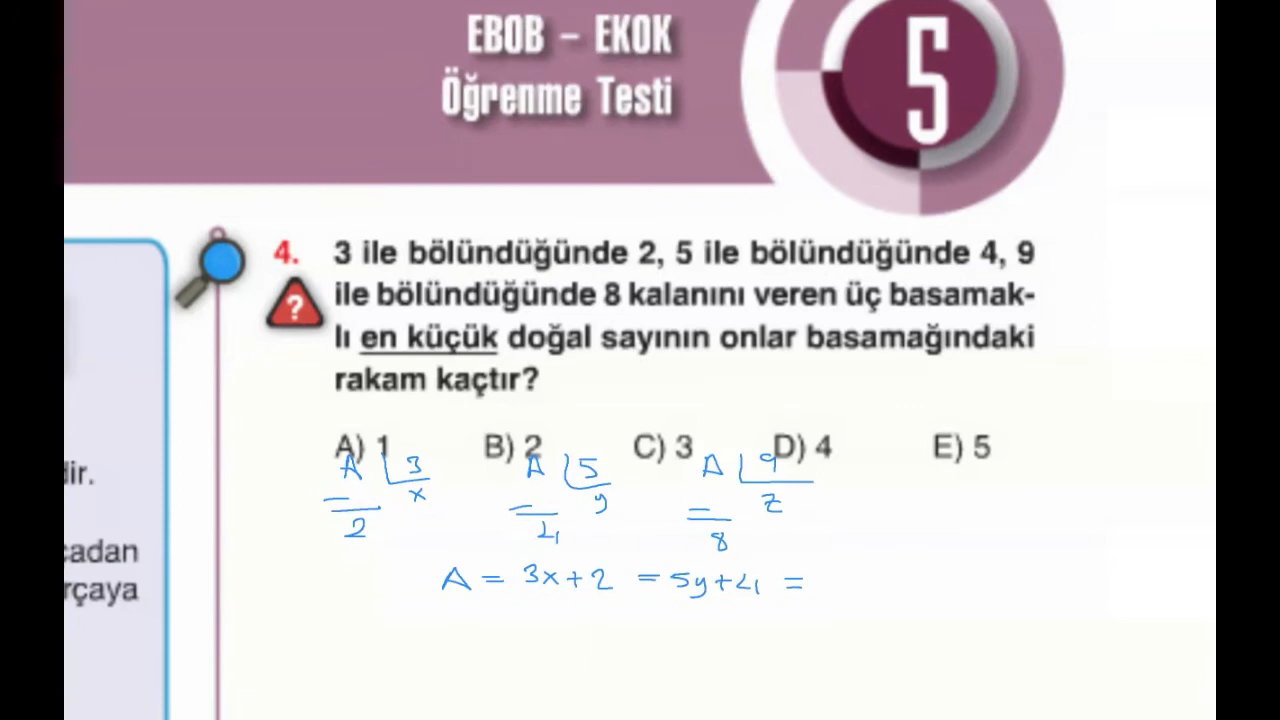 EBOB – EKOK
Öğrenme Testi
5
4. 3 ile bölündüğünde 2, 5 ile bölündüğünde 4, 9
? ile bölündüğünde 8 kalanını veren üç basamak-
lı en küçük doğal sayının onlar basamağındaki
rakam kaçtır?
A) 1 B) 2 C) 3 D) 4 E) 5
A 3 A 5 A 9
x y z
2 4 8
A = 3x+2 = 5y+4 =
dir.
cadan
rçaya